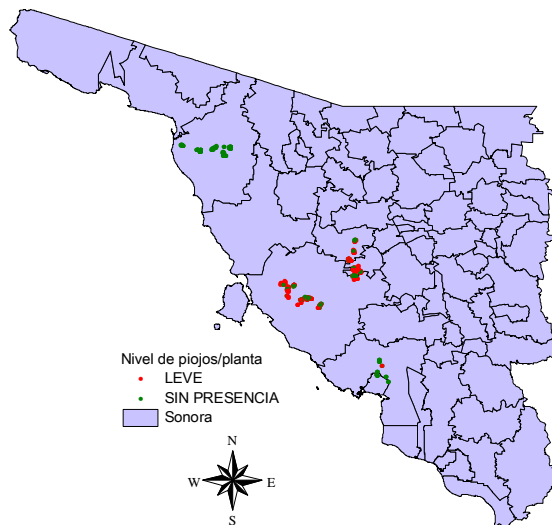 Nivel de piojos/planta
LEVE
SIN PRESENCIA
Sonora
N
W E
S